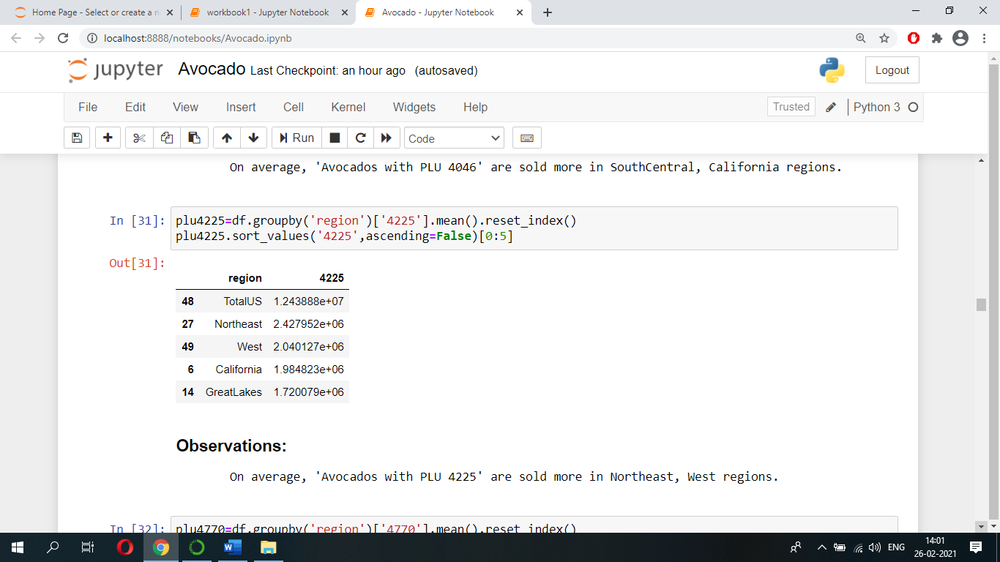 Home Page - Select or create a n
workbook1 - Jupyter Notebook
Avocado - Jupyter Notebook
localhost:8888/notebooks/Avocado.ipynb
jupyter Avocado Last Checkpoint: an hour ago (autosaved)
Logout
File Edit View Insert Cell Kernel Widgets Help
Trusted
Python 3
Run
Code
On average, 'Avocados with PLU 4046' are sold more in SouthCentral, California regions.
In [31]: plu4225=df.groupby('region')['4225'].mean().reset_index()
plu4225.sort_values('4225',ascending=False)[0:5]
Out[31]:
region 4225
48 TotalUS 1.243888e+07
27 Northeast 2.427952e+06
49 West 2.040127e+06
6 California 1.984823e+06
14 GreatLakes 1.720079e+06
Observations:
On average, 'Avocados with PLU 4225' are sold more in Northeast, West regions.
In [32]: plu4770=df.groupby('region')['4770'].mean().reset_index()
ENG
14:01
26-02-2021